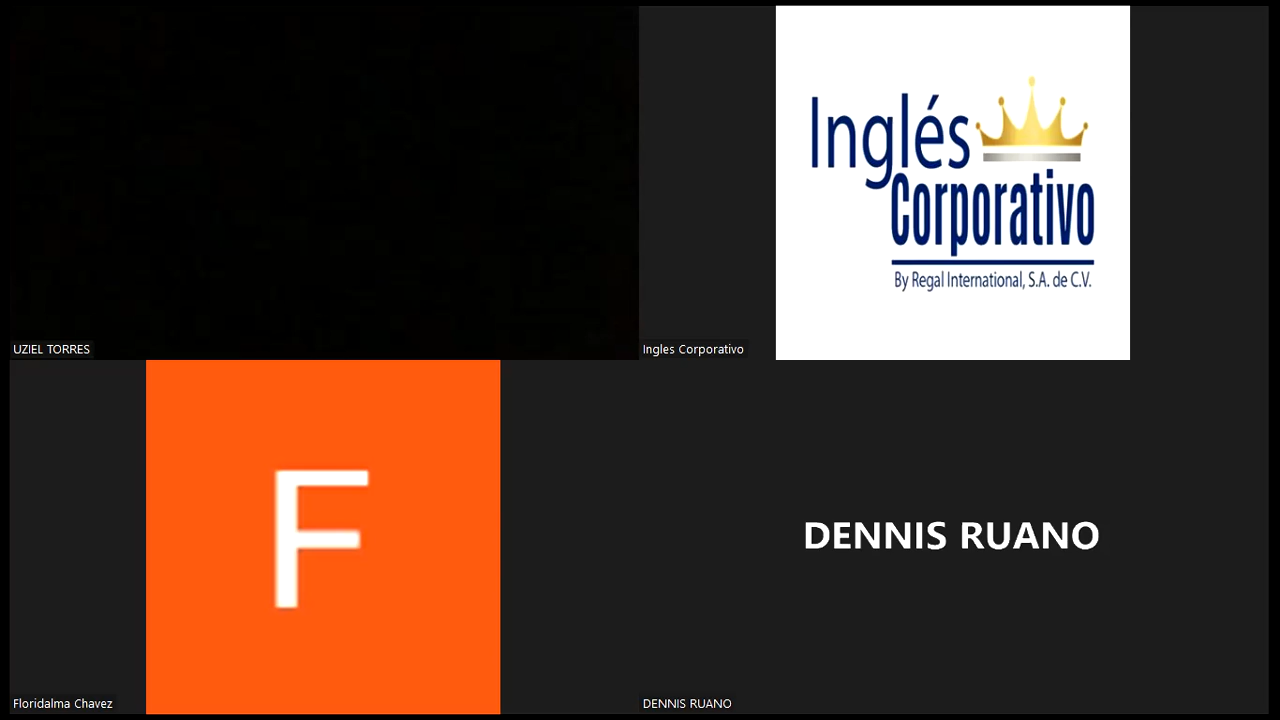 Inglés
Corporativo
By Regal International, S.A. de C.V.
UZIEL TORRES
Ingles Corporativo
F
DENNIS RUANO
Floridalma Chavez
DENNIS RUANO